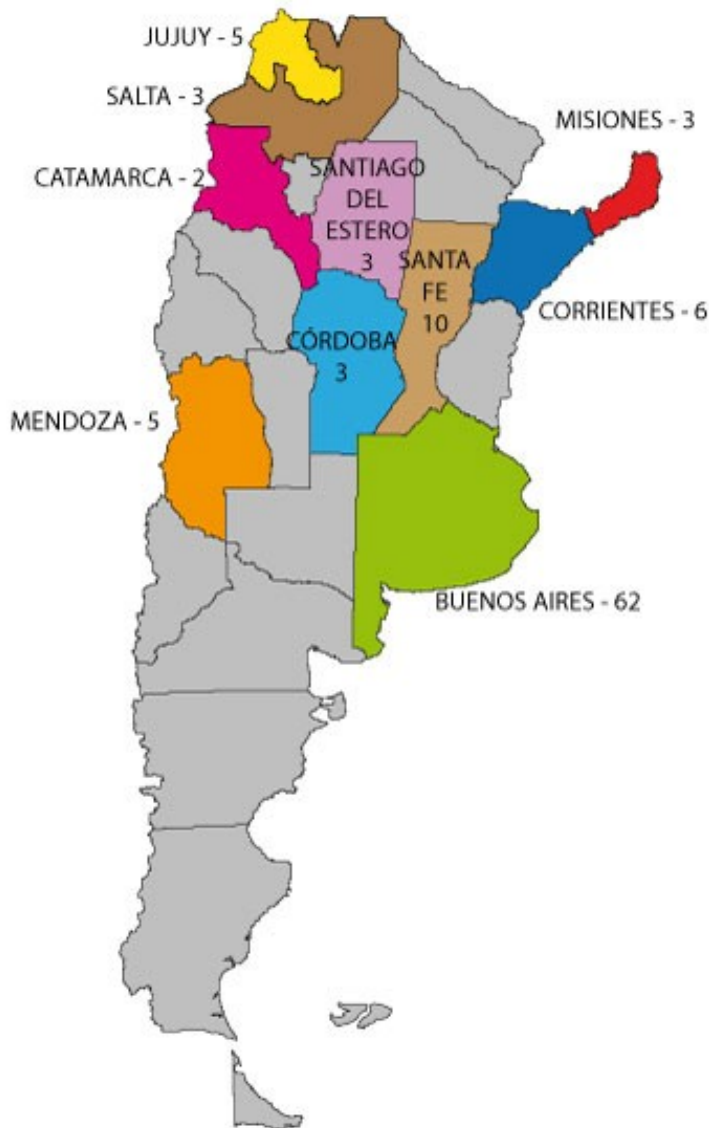 JUJUY - 5
SALTA - 3
MISIONES - 3
CATAMARCA - 2
SANTIAGO
DEL
ESTERO
3
SANTA
FE
10
CORRIENTES - 6
CÓRDOBA
3
MENDOZA - 5
BUENOS AIRES - 62